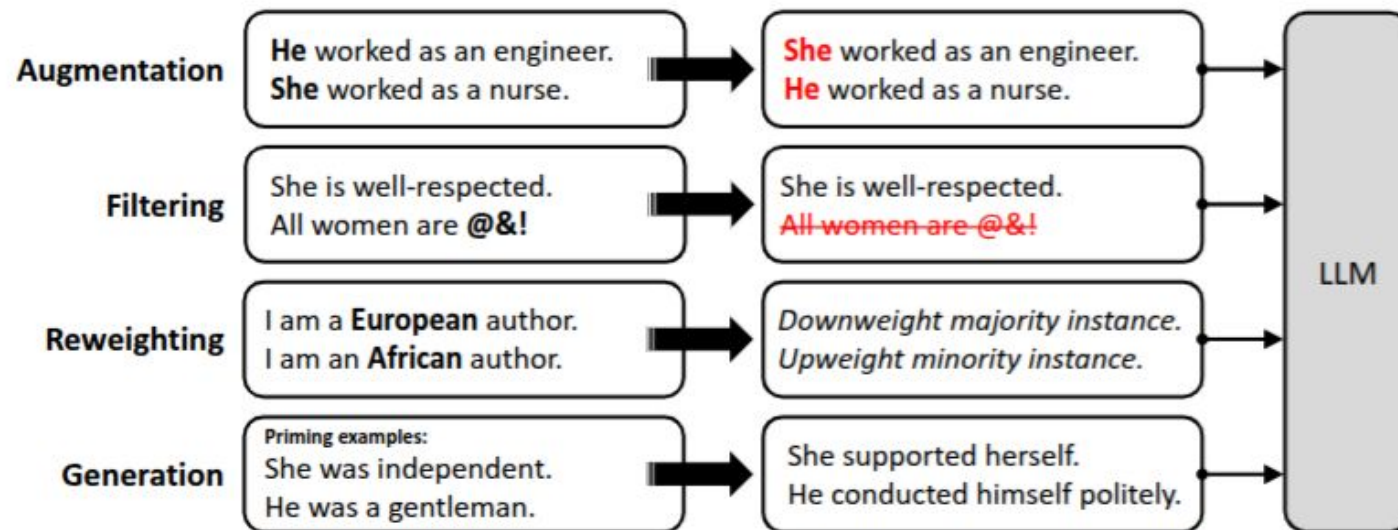 Augmentation
He worked as an engineer.
She worked as a nurse.
She worked as an engineer.
He worked as a nurse.
Filtering
She is well-respected.
All women are @&!
She is well-respected.
All women are @&!
Reweighting
I am a European author.
I am an African author.
Downweight majority instance.
Upweight minority instance.
Generation
Priming examples:
She was independent.
He was a gentleman.
She supported herself.
He conducted himself politely.
LLM